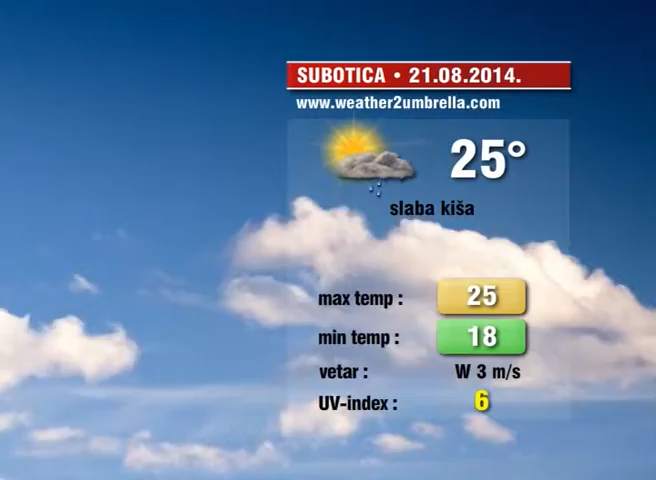 SUBOTICA • 21.08.2014.
www.weather2umbrella.com
25°
slaba kiša
max temp : 25
min temp : 18
vetar : W 3 m/s
UV-index : 6